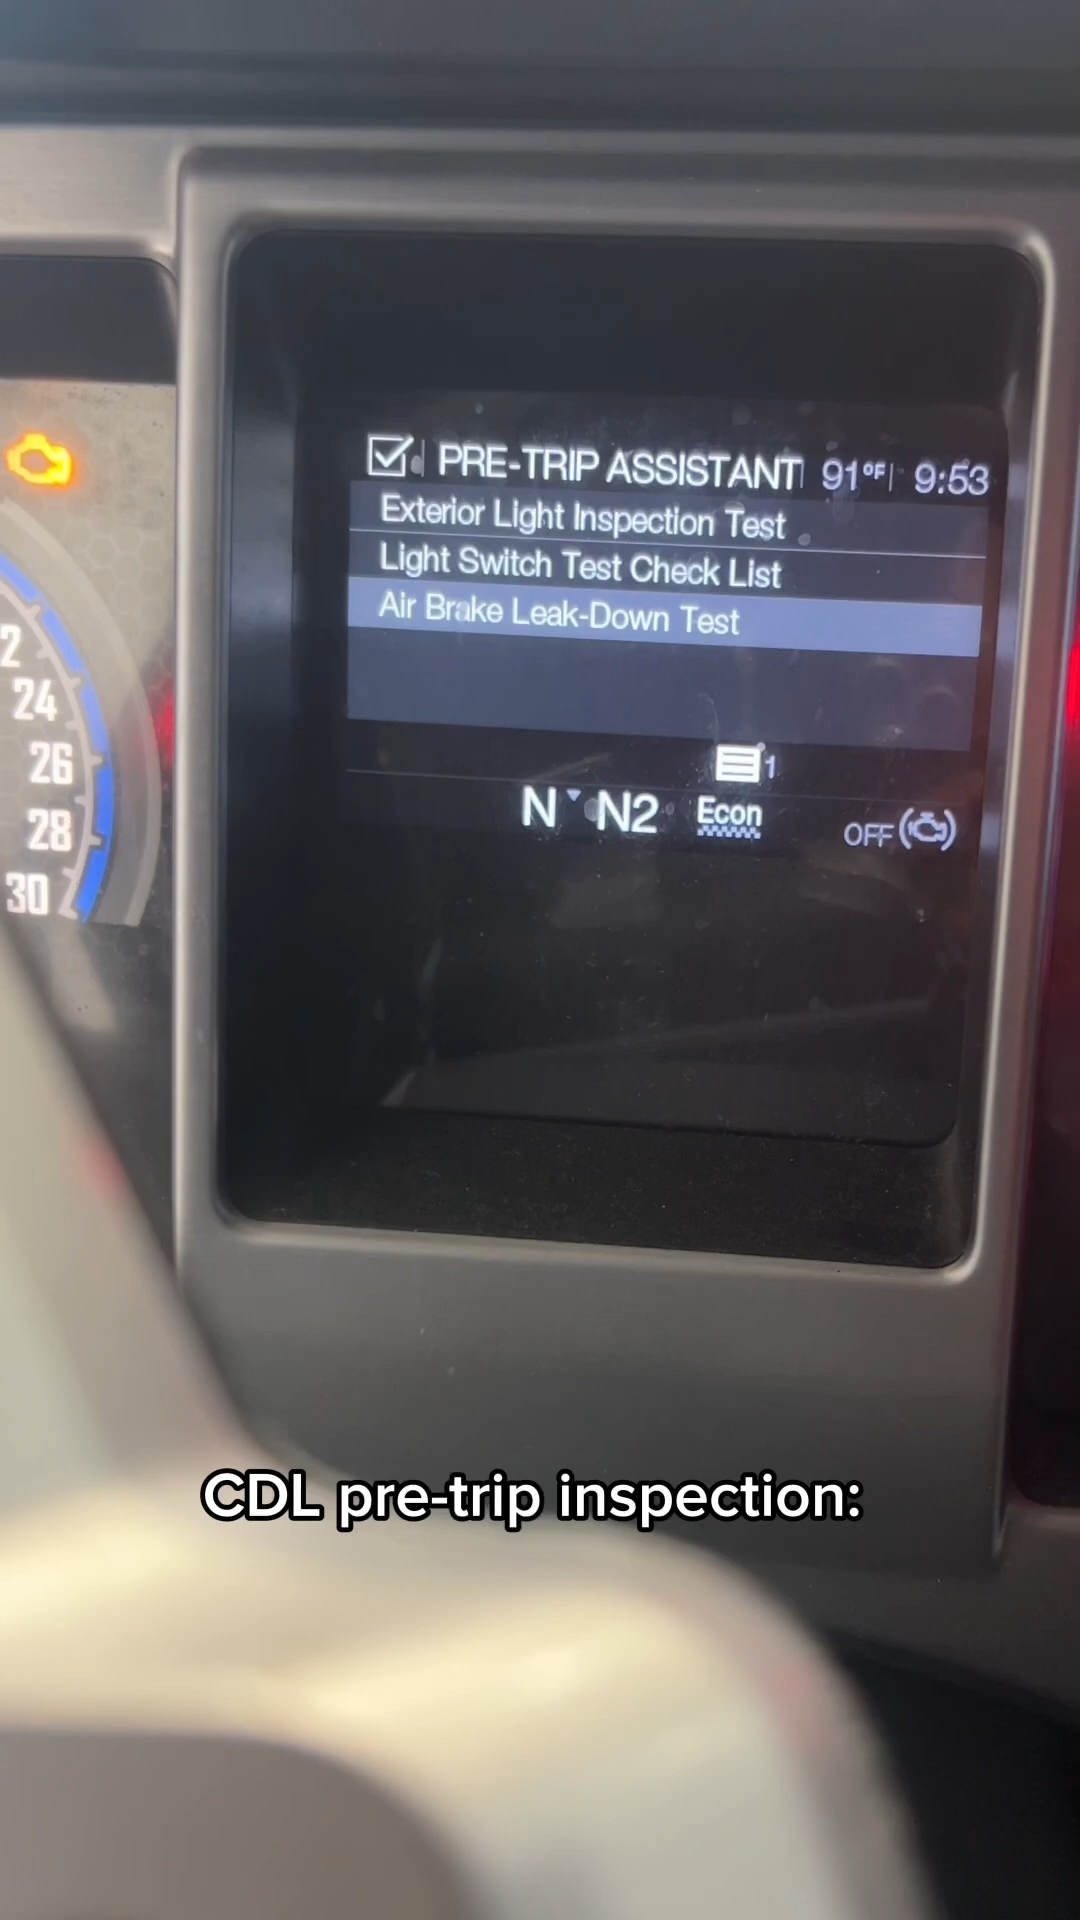 PRE-TRIP ASSISTANT 91°F 9:53
Exterior Light Inspection Test
Light Switch Test Check List
Air Brake Leak-Down Test
1
N N2 Econ OFF
2
24
26
28
30
CDL pre-trip inspection: